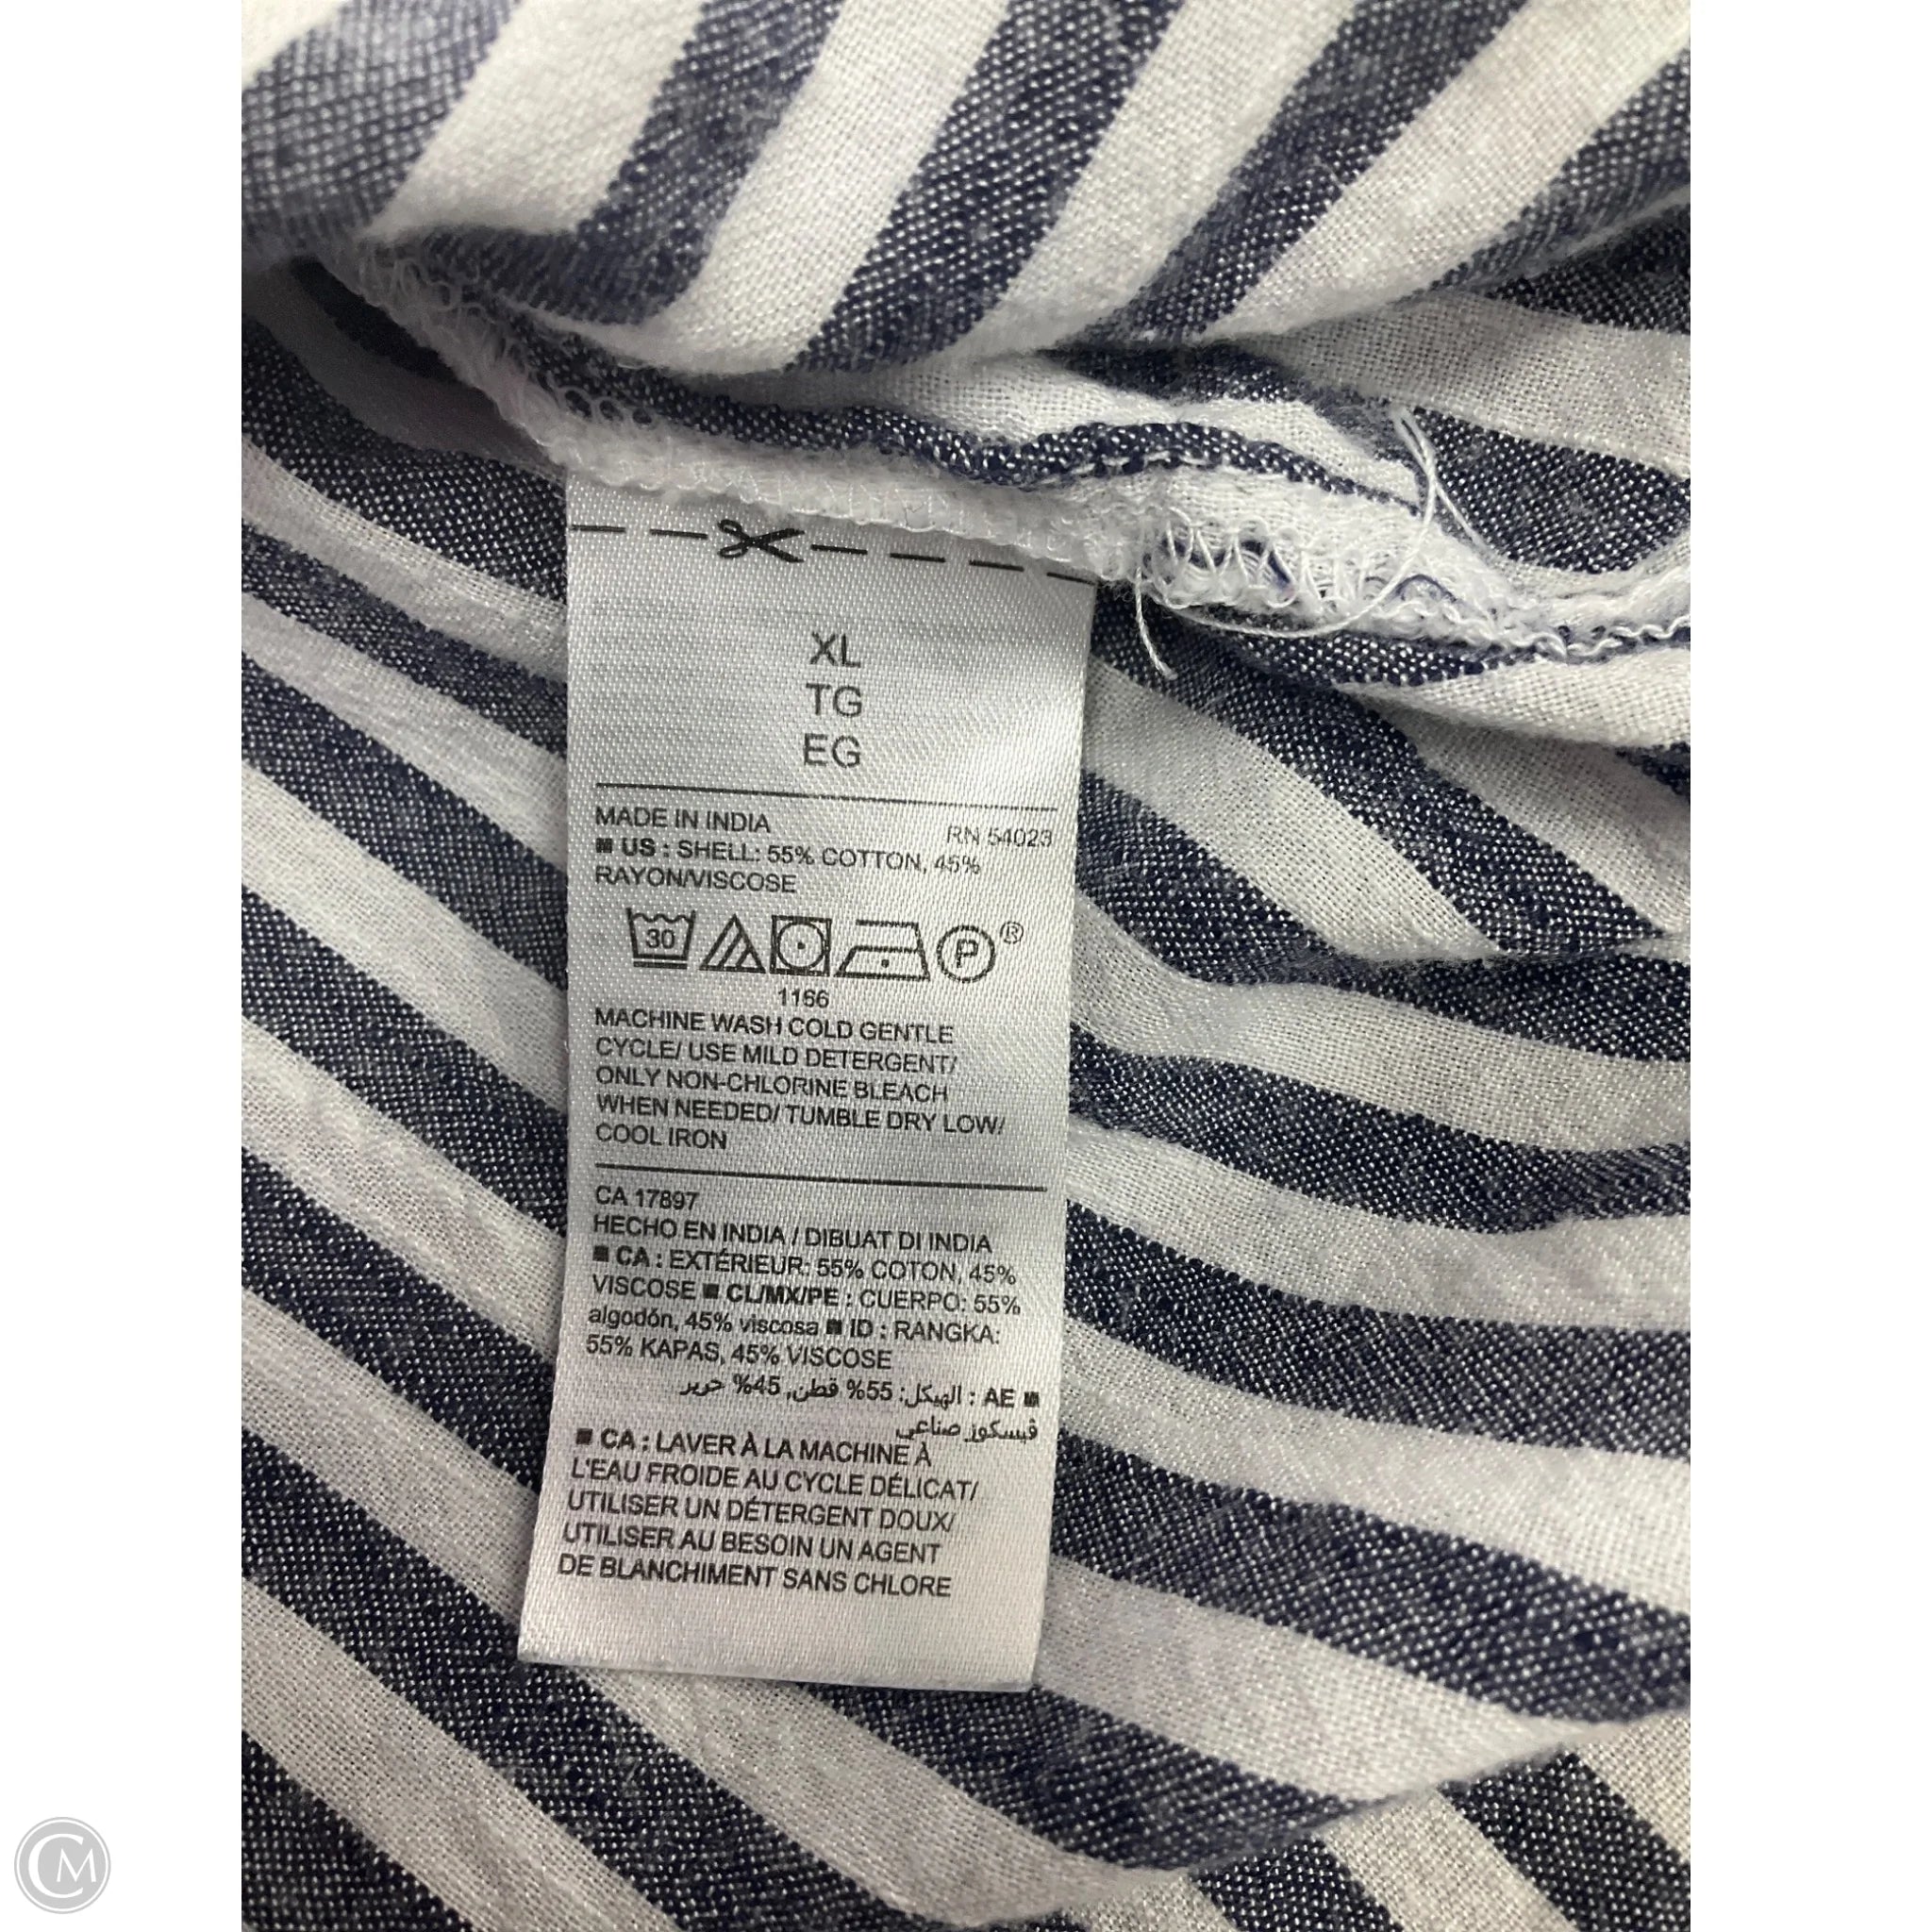 XL
TG
EG
MADE IN INDIA RN 54023
■ US : SHELL: 55% COTTON, 45%
RAYON/VISCOSE
30 P®
1166
MACHINE WASH COLD GENTLE
CYCLE/ USE MILD DETERGENT/
ONLY NON-CHLORINE BLEACH
WHEN NEEDED/ TUMBLE DRY LOW/
COOL IRON
CA 17897
HECHO EN INDIA / DIBUAT DI INDIA
■ CA : EXTÉRIEUR: 55% COTON, 45%
VISCOSE ■ CL/MX/PE : CUERPO: 55%
algodón, 45% viscosa ■ ID : RANGKA:
55% KAPAS, 45% VISCOSE
■ AE : الهيكل: 55% قطن, 45% حرير
فيسكوز صناعي
■ CA : LAVER À LA MACHINE À
L'EAU FROIDE AU CYCLE DÉLICAT/
UTILISER UN DÉTERGENT DOUX/
UTILISER AU BESOIN UN AGENT
DE BLANCHIMENT SANS CHLORE
CM